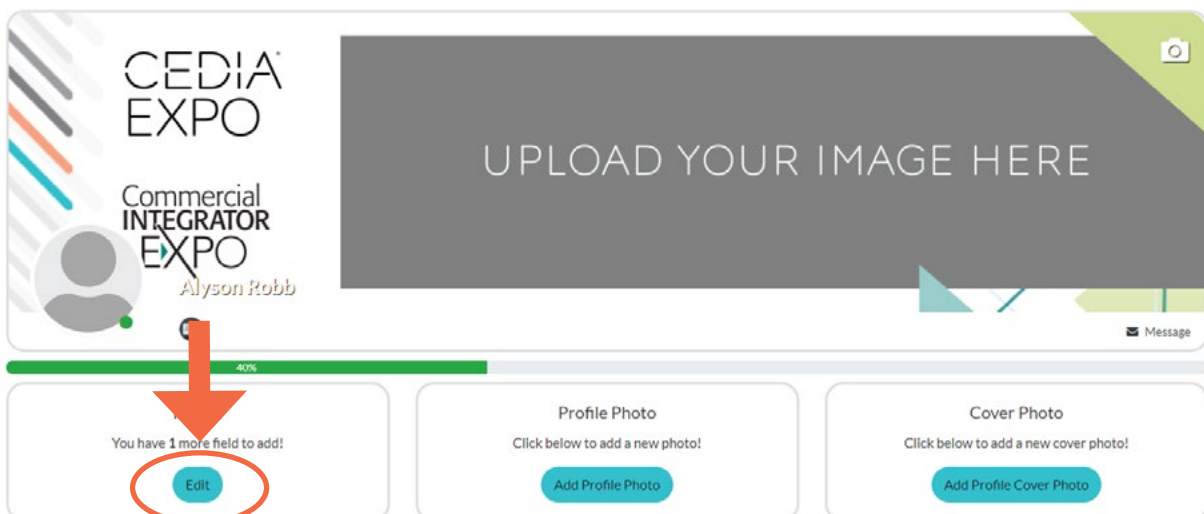 CEDIA
EXPO
UPLOAD YOUR IMAGE HERE
Commercial
INTEGRATOR
EXPO
Alyson Robb
Message
40%
You have 1 more field to add!
Edit
Profile Photo
Click below to add a new photo!
Add Profile Photo
Cover Photo
Click below to add a new cover photo!
Add Profile Cover Photo